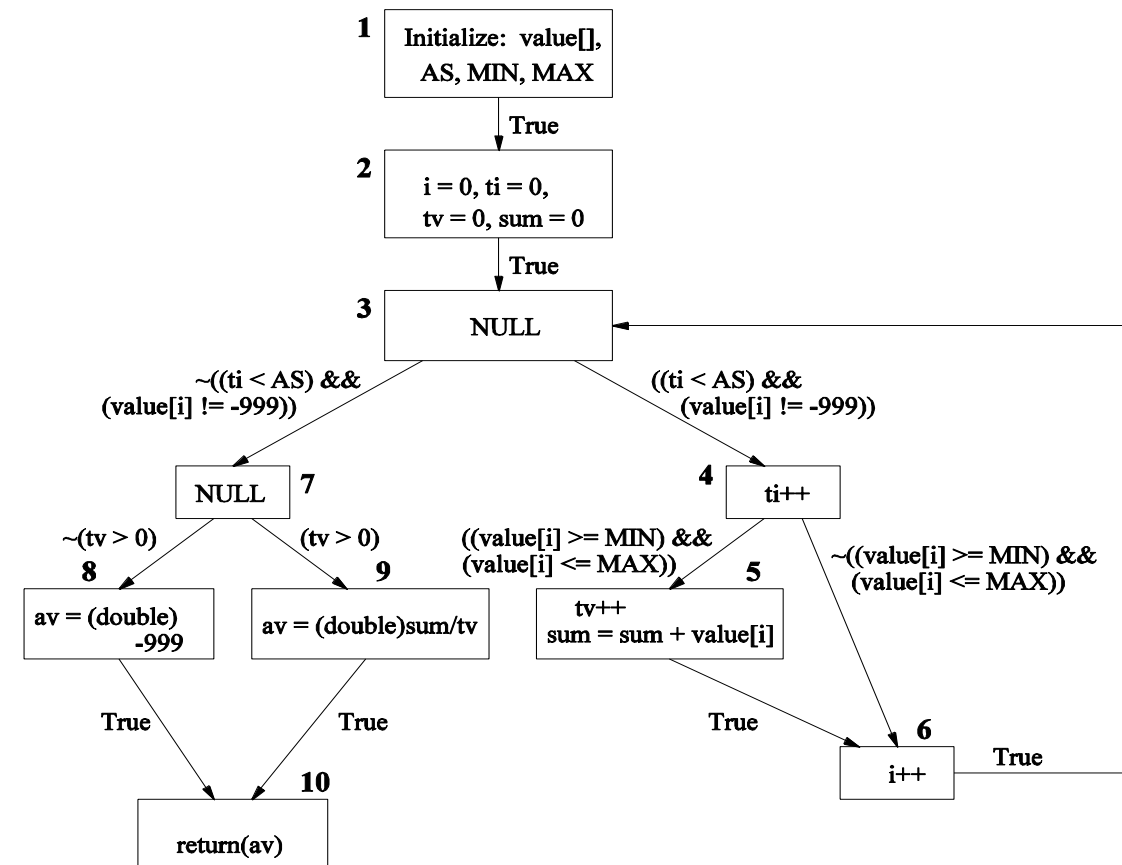 1
Initialize: value[],
AS, MIN, MAX
True
2
i = 0, ti = 0,
tv = 0, sum = 0
True
3
NULL
~((ti < AS) &&
(value[i] != -999))
((ti < AS) &&
(value[i] != -999))
NULL
7
4
ti++
~(tv > 0)
(tv > 0)
((value[i] >= MIN) &&
(value[i] <= MAX))
~((value[i] >= MIN) &&
(value[i] <= MAX))
8
av = (double)
-999
9
av = (double)sum/tv
5
tv++
sum = sum + value[i]
True
True
True
6
i++
True
10
return(av)